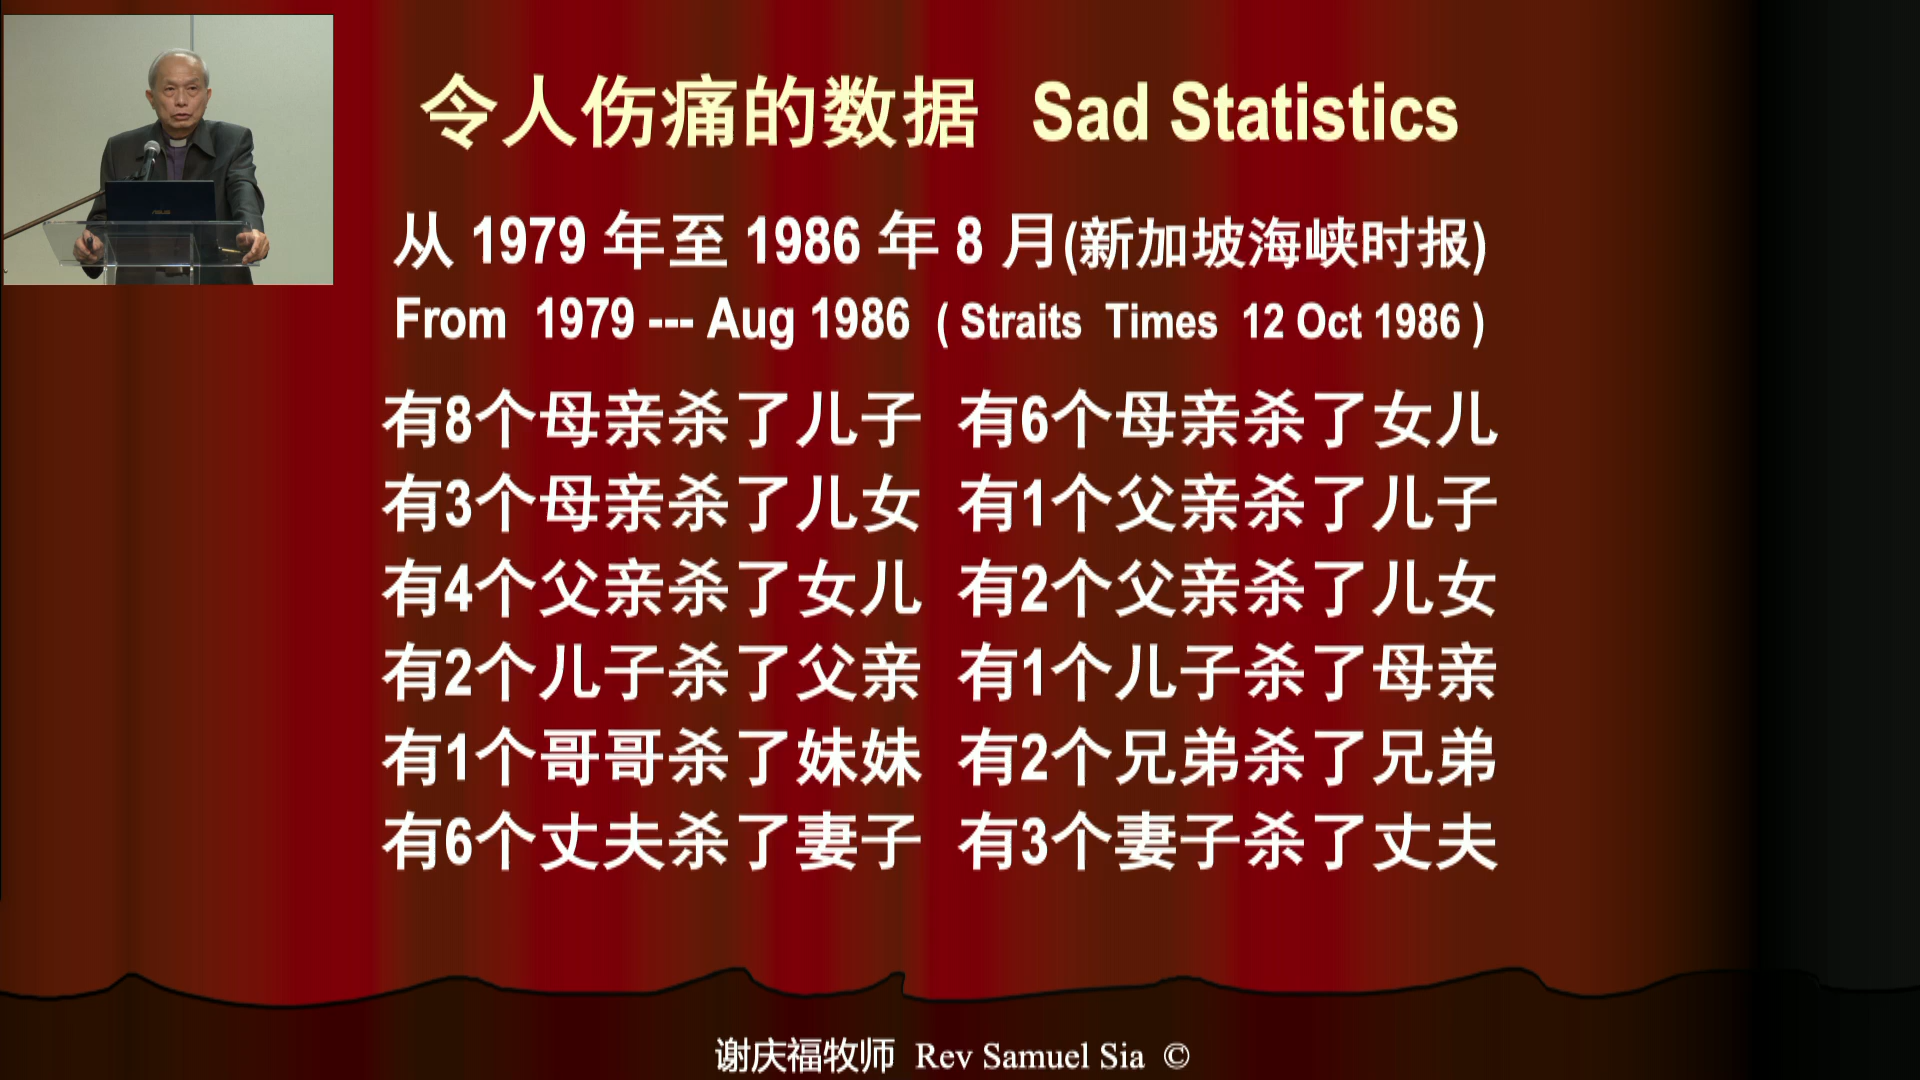 令人伤痛的数据 Sad Statistics
从 1979 年至 1986 年 8 月(新加坡海峡时报)
From 1979 --- Aug 1986 ( Straits Times 12 Oct 1986 )
有8个母亲杀了儿子 有6个母亲杀了女儿
有3个母亲杀了儿女 有1个父亲杀了儿子
有4个父亲杀了女儿 有2个父亲杀了儿女
有2个儿子杀了父亲 有1个儿子杀了母亲
有1个哥哥杀了妹妹 有2个兄弟杀了兄弟
有6个丈夫杀了妻子 有3个妻子杀了丈夫
谢庆福牧师 Rev Samuel Sia ©